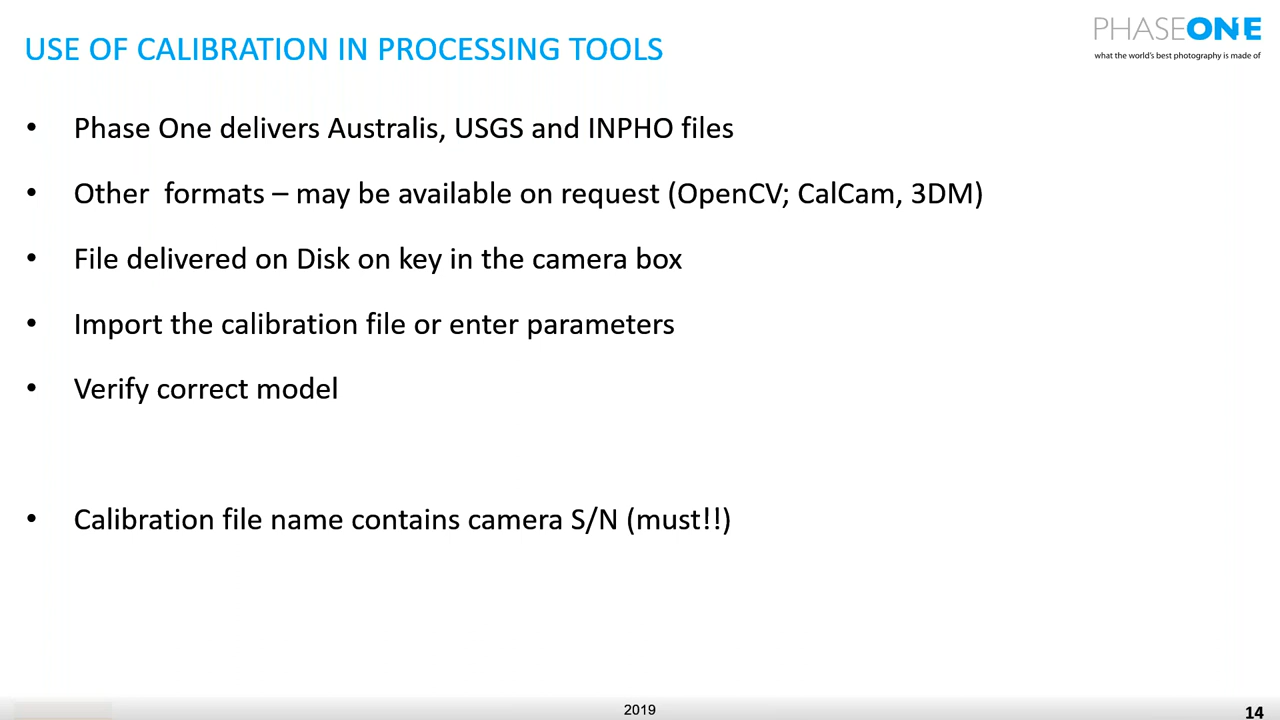 USE OF CALIBRATION IN PROCESSING TOOLS
PHASEONE
what the world's best photography is made of
• Phase One delivers Australis, USGS and INPHO files
• Other  formats – may be available on request (OpenCV; CalCam, 3DM)
• File delivered on Disk on key in the camera box
• Import the calibration file or enter parameters
• Verify correct model
• Calibration file name contains camera S/N (must!!)
2019
14